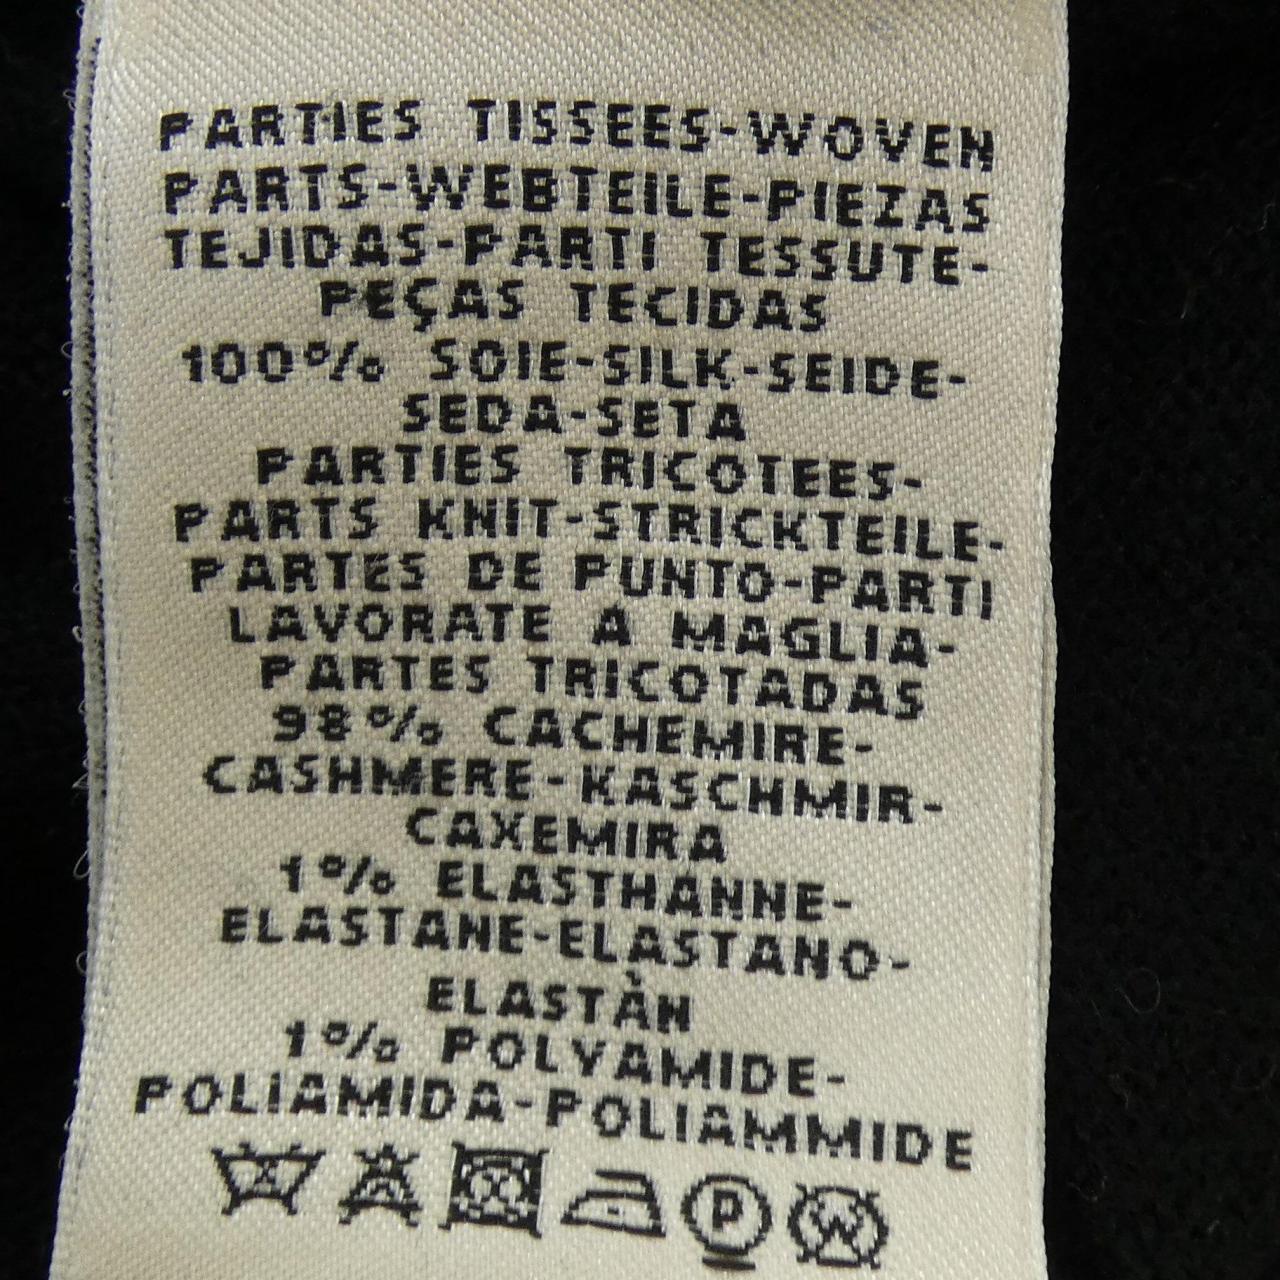 PARTIES TISSEES-WOVEN
PARTS-WEBTEILE-PIEZAS
TEJIDAS-PARTI TESSUTE-
PEÇAS TECIDAS
100% SOIE-SILK-SEIDE-
SEDA-SETA
PARTIES TRICOTEES-
PARTS KNIT-STRICKTEILE-
PARTES DE PUNTO-PARTI
LAVORATE A MAGLIA-
PARTES TRICOTADAS
98% CACHEMIRE-
CASHMERE-KASCHMIR-
CAXEMIRA
1% ELASTHANNE-
ELASTANE-ELASTANO-
ELASTÀN
1% POLYAMIDE-
POLIAMIDA-POLIAMMIDE
P W